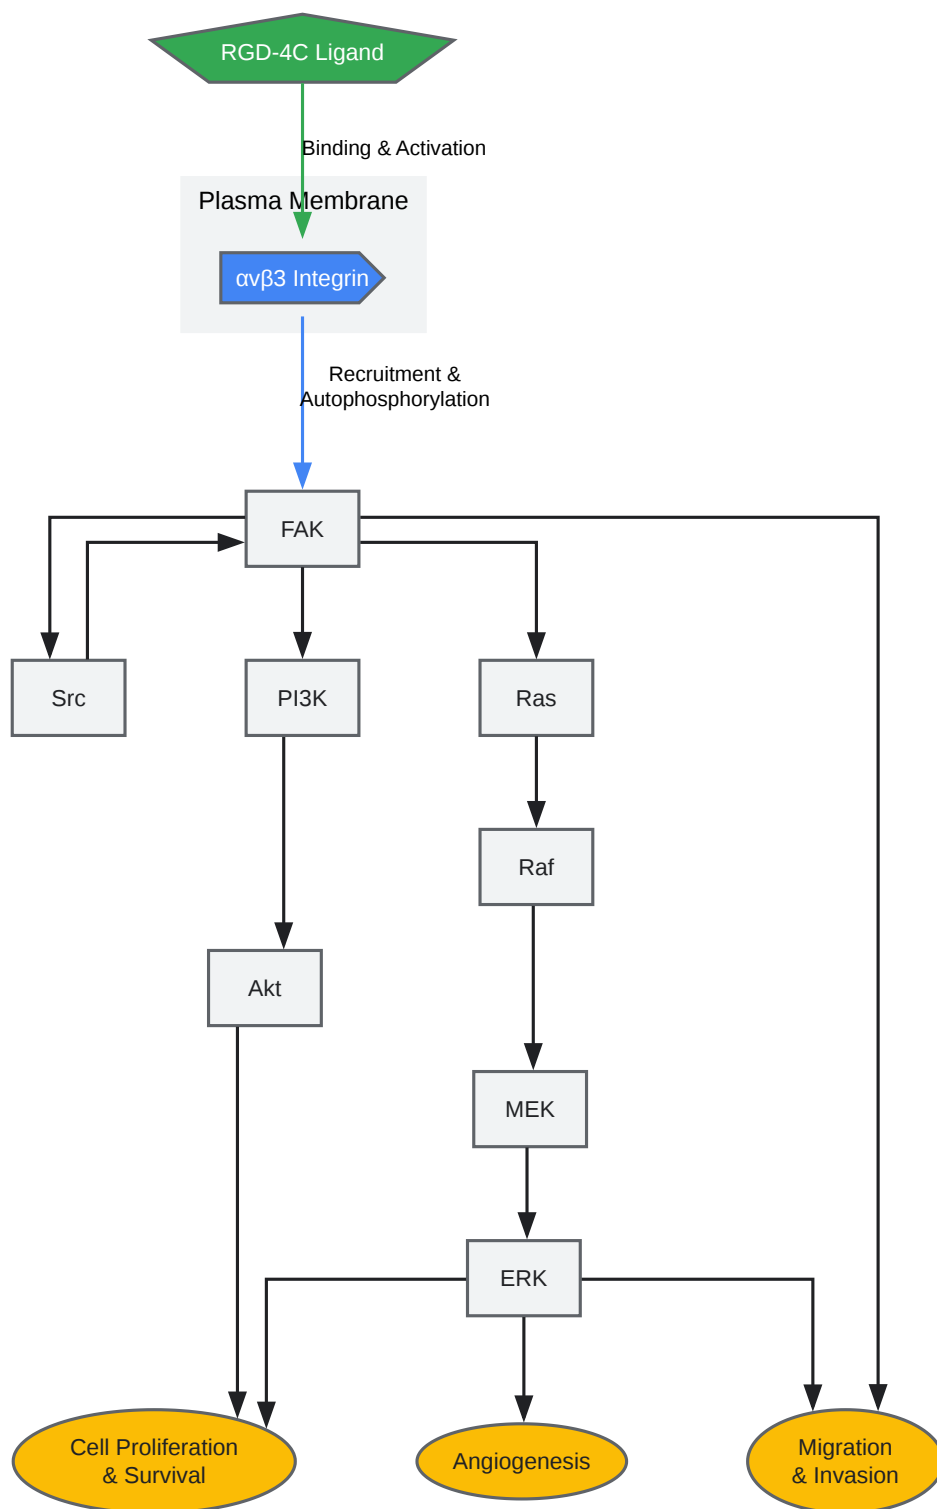 RGD-4C Ligand
Binding & Activation
Plasma Membrane
αvβ3 Integrin
Recruitment &
Autophosphorylation
FAK
Src
PI3K
Ras
Raf
Akt
MEK
ERK
Cell Proliferation
& Survival
Angiogenesis
Migration
& Invasion